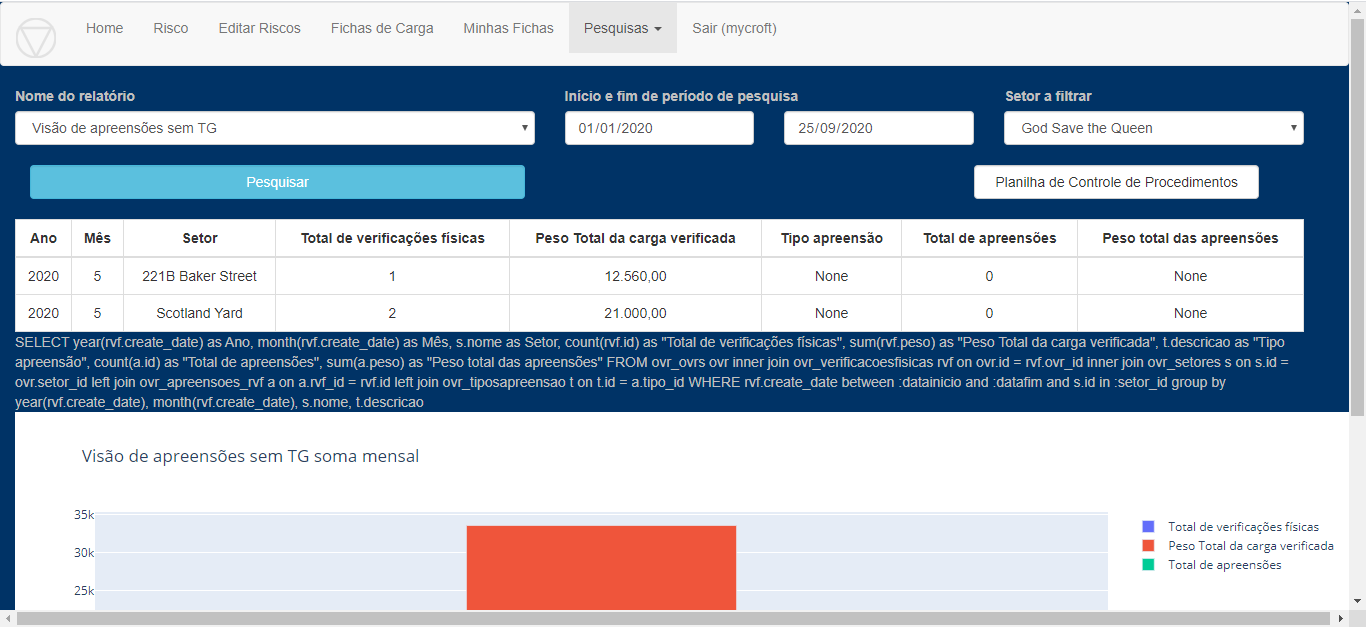 Home Risco Editar Riscos Fichas de Carga Minhas Fichas Pesquisas Sair (mycroft)
Nome do relatório Início e fim de período de pesquisa Setor a filtrar
Visão de apreensões sem TG 01/01/2020 25/09/2020 God Save the Queen
Pesquisar Planilha de Controle de Procedimentos
Ano Mês Setor Total de verificações físicas Peso Total da carga verificada Tipo apreensão Total de apreensões Peso total das apreensões
2020 5 221B Baker Street 1 12.560,00 None 0 None
2020 5 Scotland Yard 2 21.000,00 None 0 None
SELECT year(rvf.create_date) as Ano, month(rvf.create_date) as Mês, s.nome as Setor, count(rvf.id) as "Total de verificações físicas", sum(rvf.peso) as "Peso Total da carga verificada", t.descricao as "Tipo
apreensão", count(a.id) as "Total de apreensões", sum(a.peso) as "Peso total das apreensões" FROM ovr_ovrs ovr inner join ovr_verificacoesfisicas rvf on ovr.id = rvf.ovr_id inner join ovr_setores s on s.id =
ovr.setor_id left join ovr_apreensoes_rvf a on a.rvf_id = rvf.id left join ovr_tiposapreensao t on t.id = a.tipo_id WHERE rvf.create_date between :datainicio and :datafim and s.id in :setor_id group by
year(rvf.create_date), month(rvf.create_date), s.nome, t.descricao
Visão de apreensões sem TG soma mensal
35k
30k
25k
Total de verificações físicas
Peso Total da carga verificada
Total de apreensões